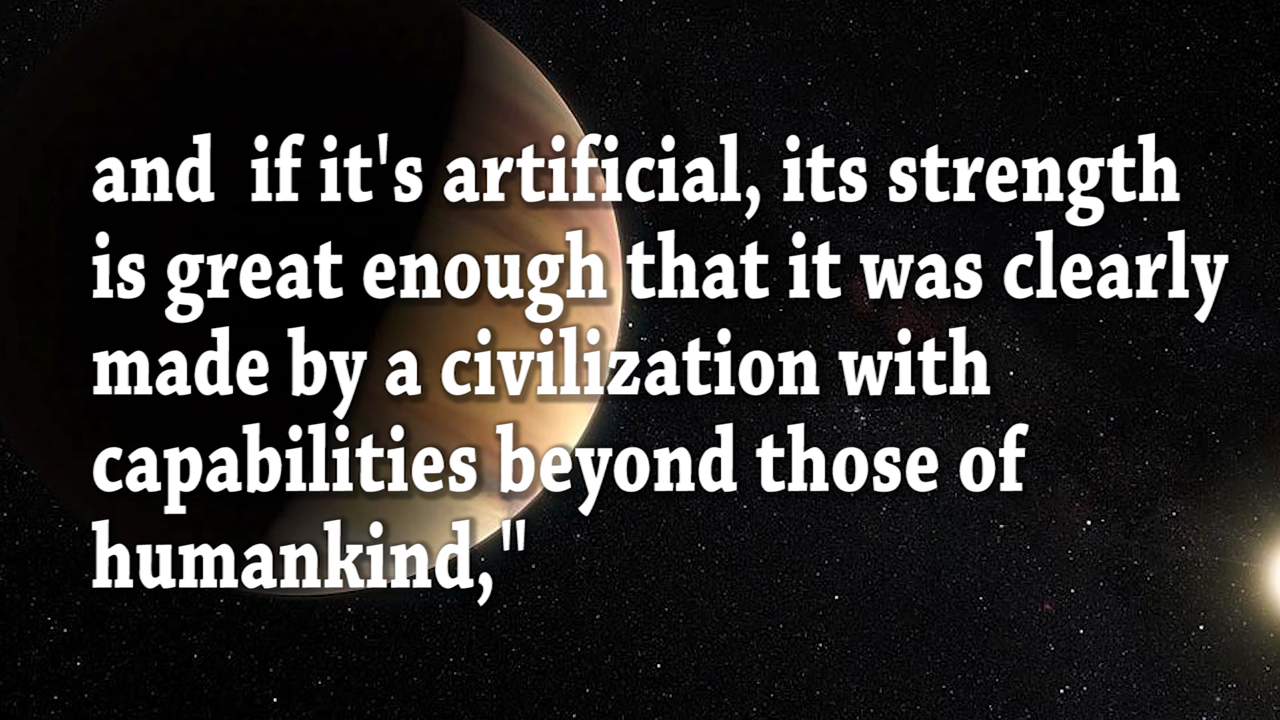 and  if it's artificial, its strength
is great enough that it was clearly
made by a civilization with
capabilities beyond those of
humankind,"